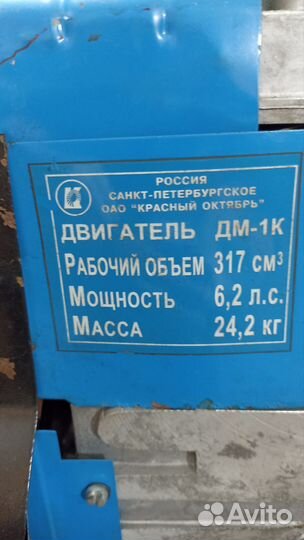 РОССИЯ
САНКТ-ПЕТЕРБУРГСКОЕ
ОАО "КРАСНЫЙ ОКТЯБРЬ"
ДВИГАТЕЛЬ ДМ-1К
РАБОЧИЙ ОБЪЕМ 317 СМ³
МОЩНОСТЬ 6,2 Л.С.
МАССА 24,2 КГ
Avito